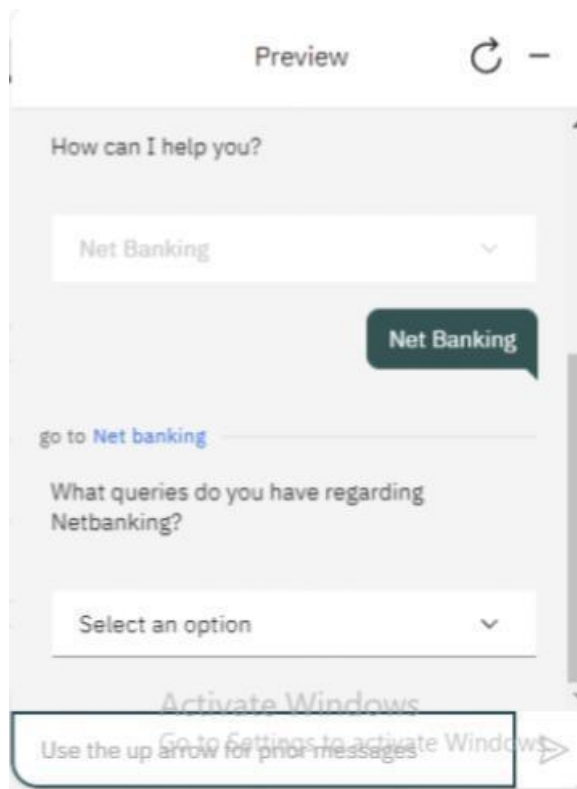 Preview
How can I help you?
Net Banking
Net Banking
go to Net banking
What queries do you have regarding
Netbanking?
Select an option
Activate Windows
Go to Settings to activate Windows.
Use the up arrow for prior messages